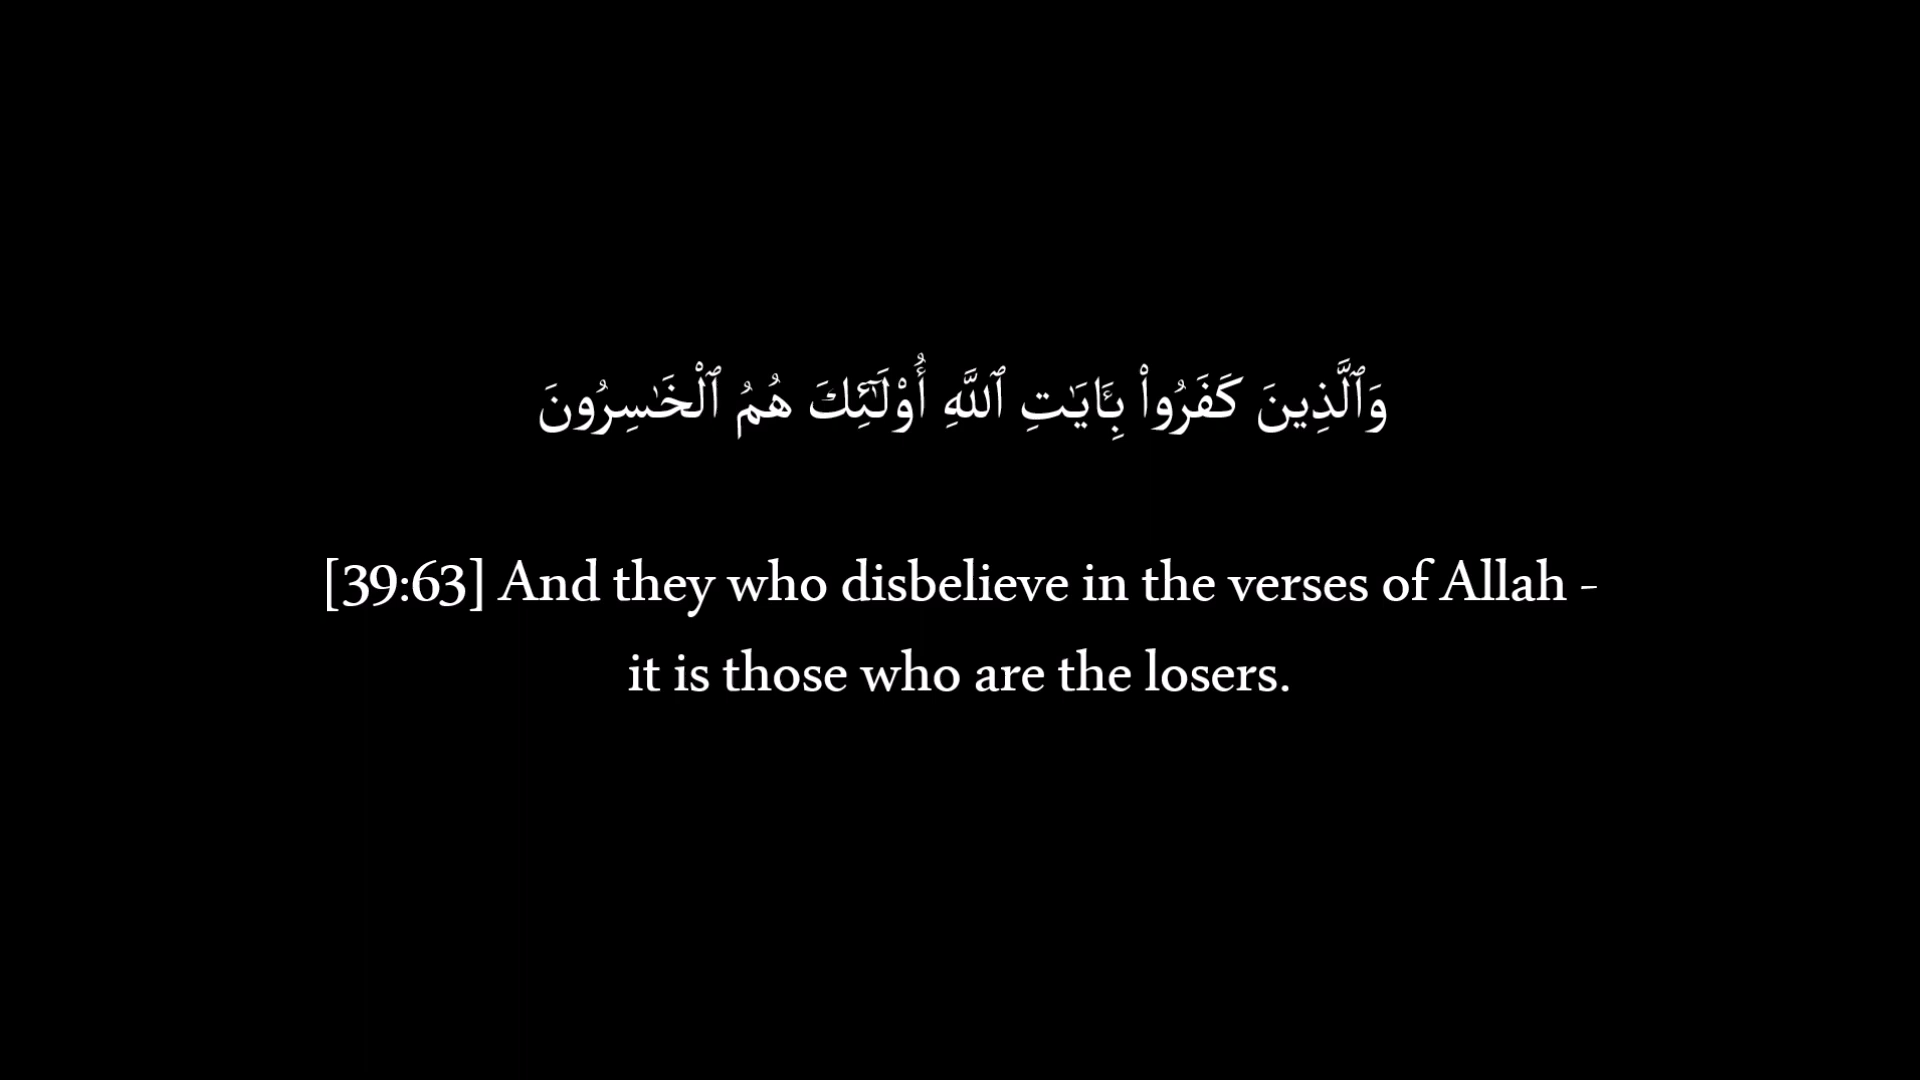 وَٱلَّذِينَ كَفَرُوا۟ بِـَٔايَـٰتِ ٱللَّهِ أُو۟لَـٰٓئِكَ هُمُ ٱلْخَـٰسِرُونَ
[39:63] And they who disbelieve in the verses of Allah -
it is those who are the losers.